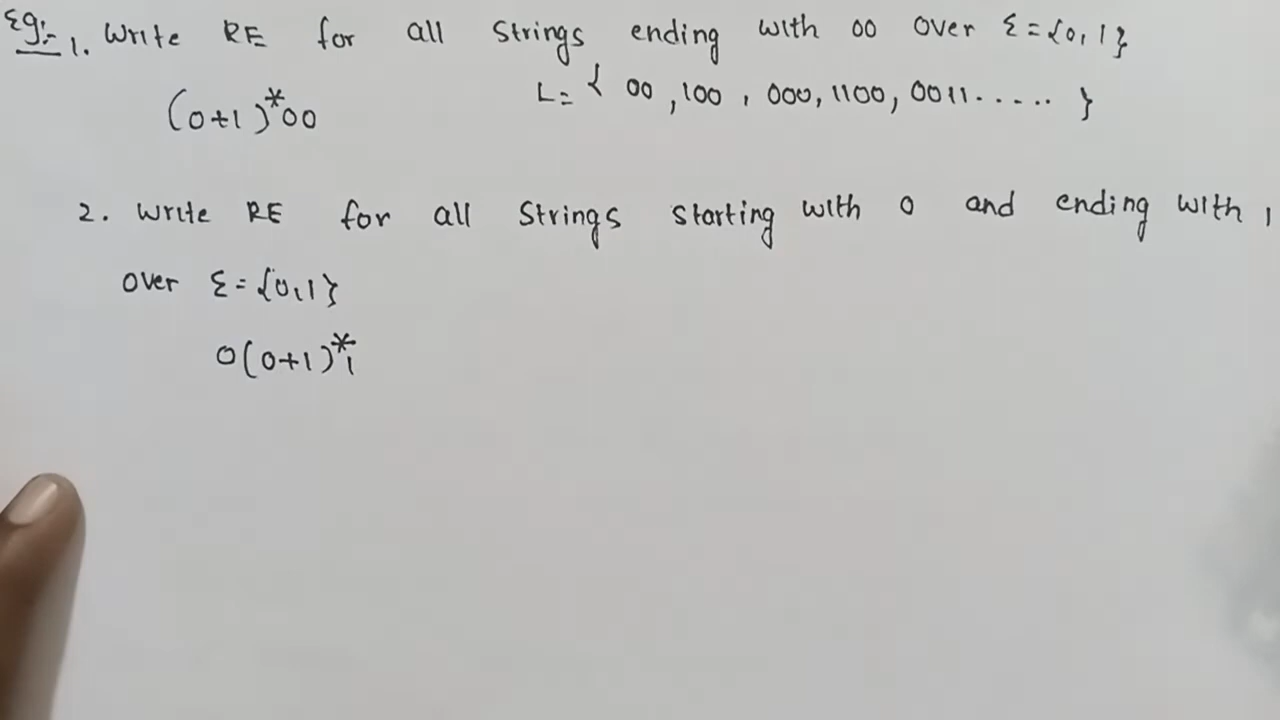 Eg:- 1. Write RE for all Strings ending with 00 over Σ={0,1}
L= { 00, 100, 000, 1100, 0011..... }
(0+1)*00
2. Write RE for all Strings starting with 0 and ending with 1
over Σ={0,1}
0(0+1)*1